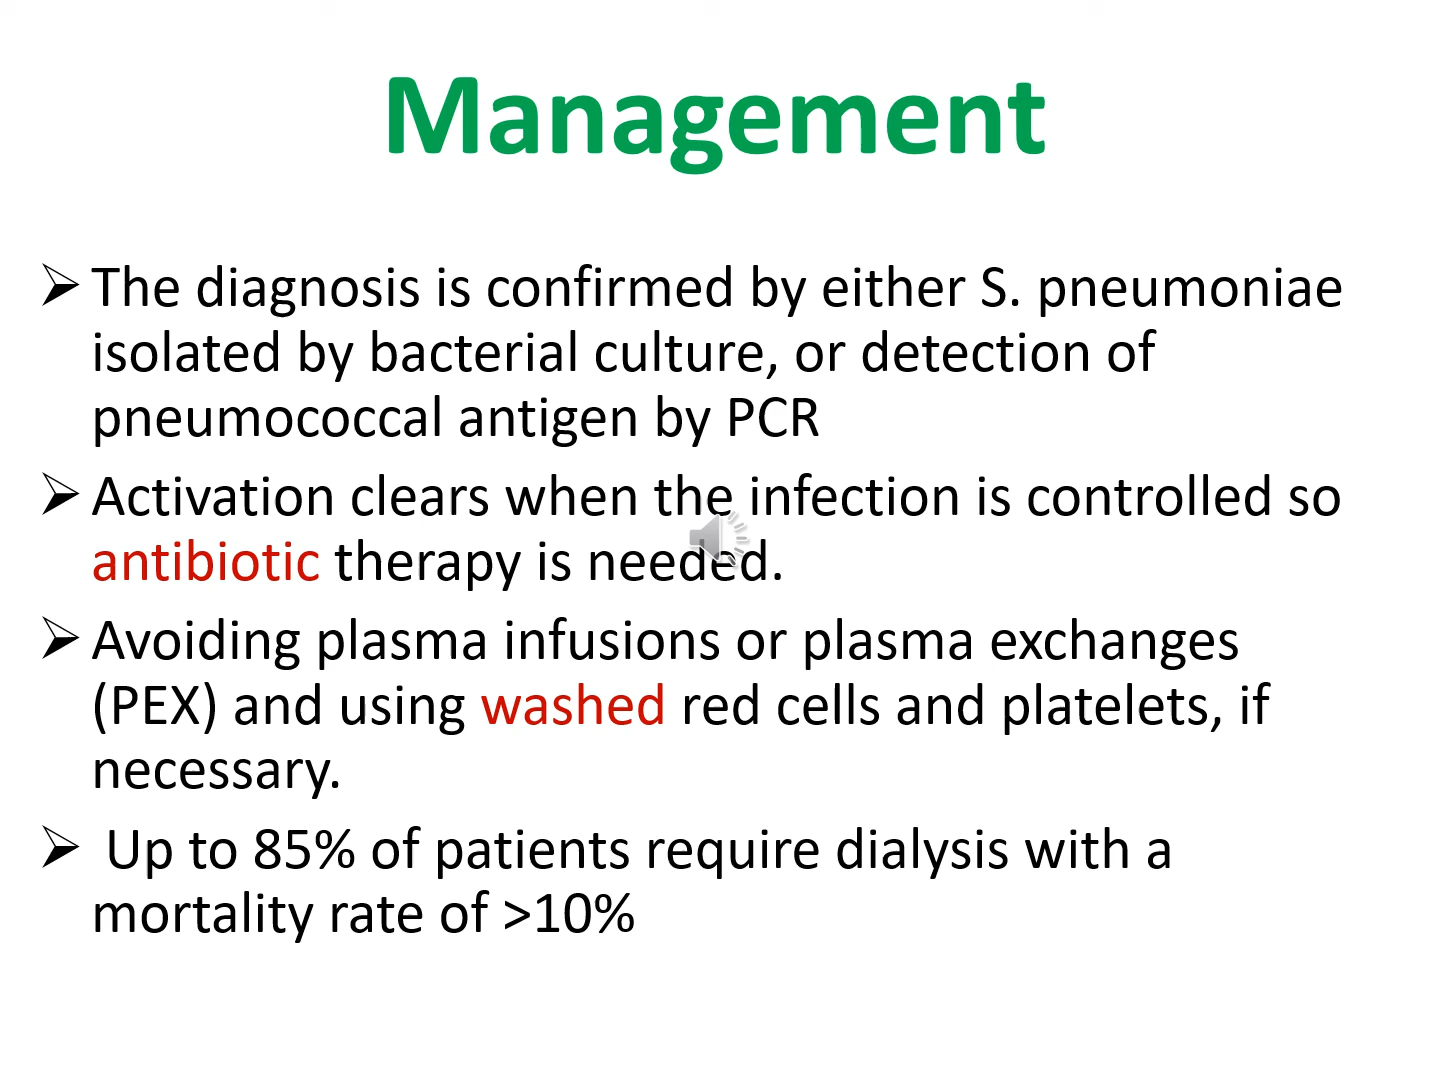 Management
➢ The diagnosis is confirmed by either S. pneumoniae
isolated by bacterial culture, or detection of
pneumococcal antigen by PCR
➢ Activation clears when the infection is controlled so
antibiotic therapy is needed.
➢ Avoiding plasma infusions or plasma exchanges
(PEX) and using washed red cells and platelets, if
necessary.
➢ Up to 85% of patients require dialysis with a
mortality rate of >10%